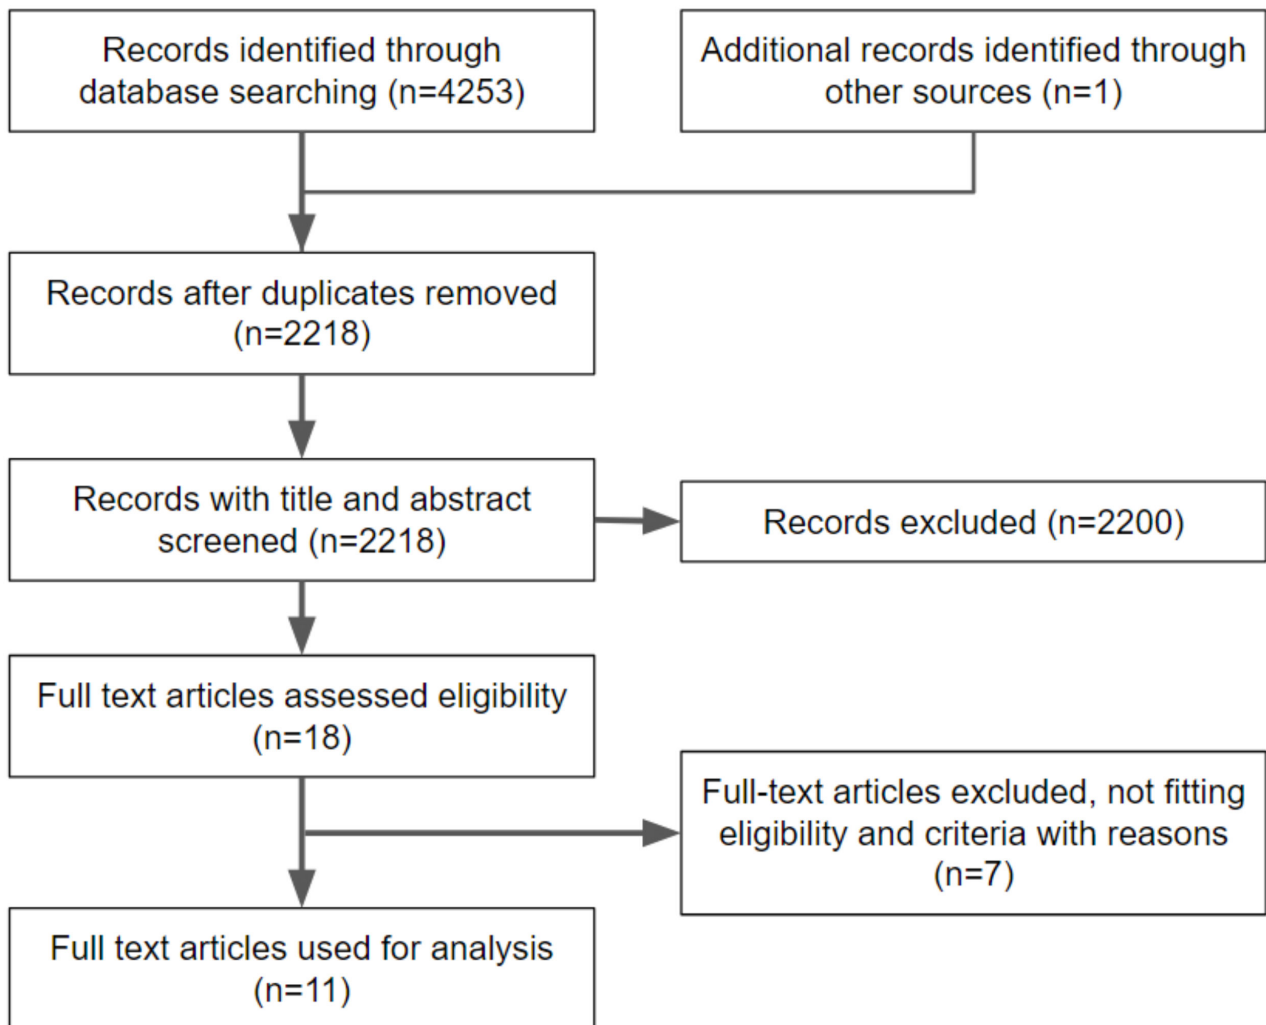 Records identified through
database searching (n=4253)
Additional records identified through
other sources (n=1)
Records after duplicates removed
(n=2218)
Records with title and abstract
screened (n=2218)
Records excluded (n=2200)
Full text articles assessed eligibility
(n=18)
Full-text articles excluded, not fitting
eligibility and criteria with reasons
(n=7)
Full text articles used for analysis
(n=11)